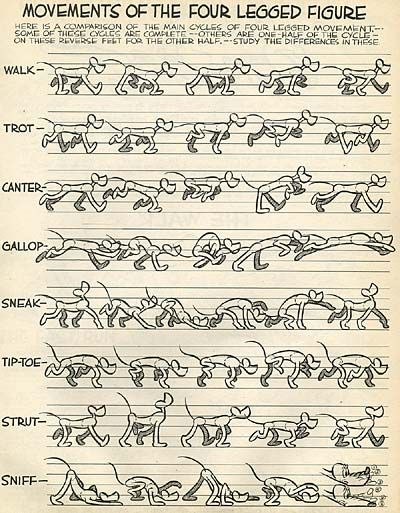 MOVEMENTS OF THE FOUR LEGGED FIGURE
HERE IS A COMPARISON OF THE MAIN CYCLES OF FOUR LEGGED MOVEMENT.--
SOME OF THESE CYCLES ARE COMPLETE--OTHERS ARE ONE-HALF OF THE CYCLE--
ON THESE REVERSE FEET FOR THE OTHER HALF.--STUDY THE DIFFERENCES IN THESE
WALK-
TROT-
CANTER-
GALLOP-
SNEAK-
TIP-TOE-
STRUT-
SNIFF-